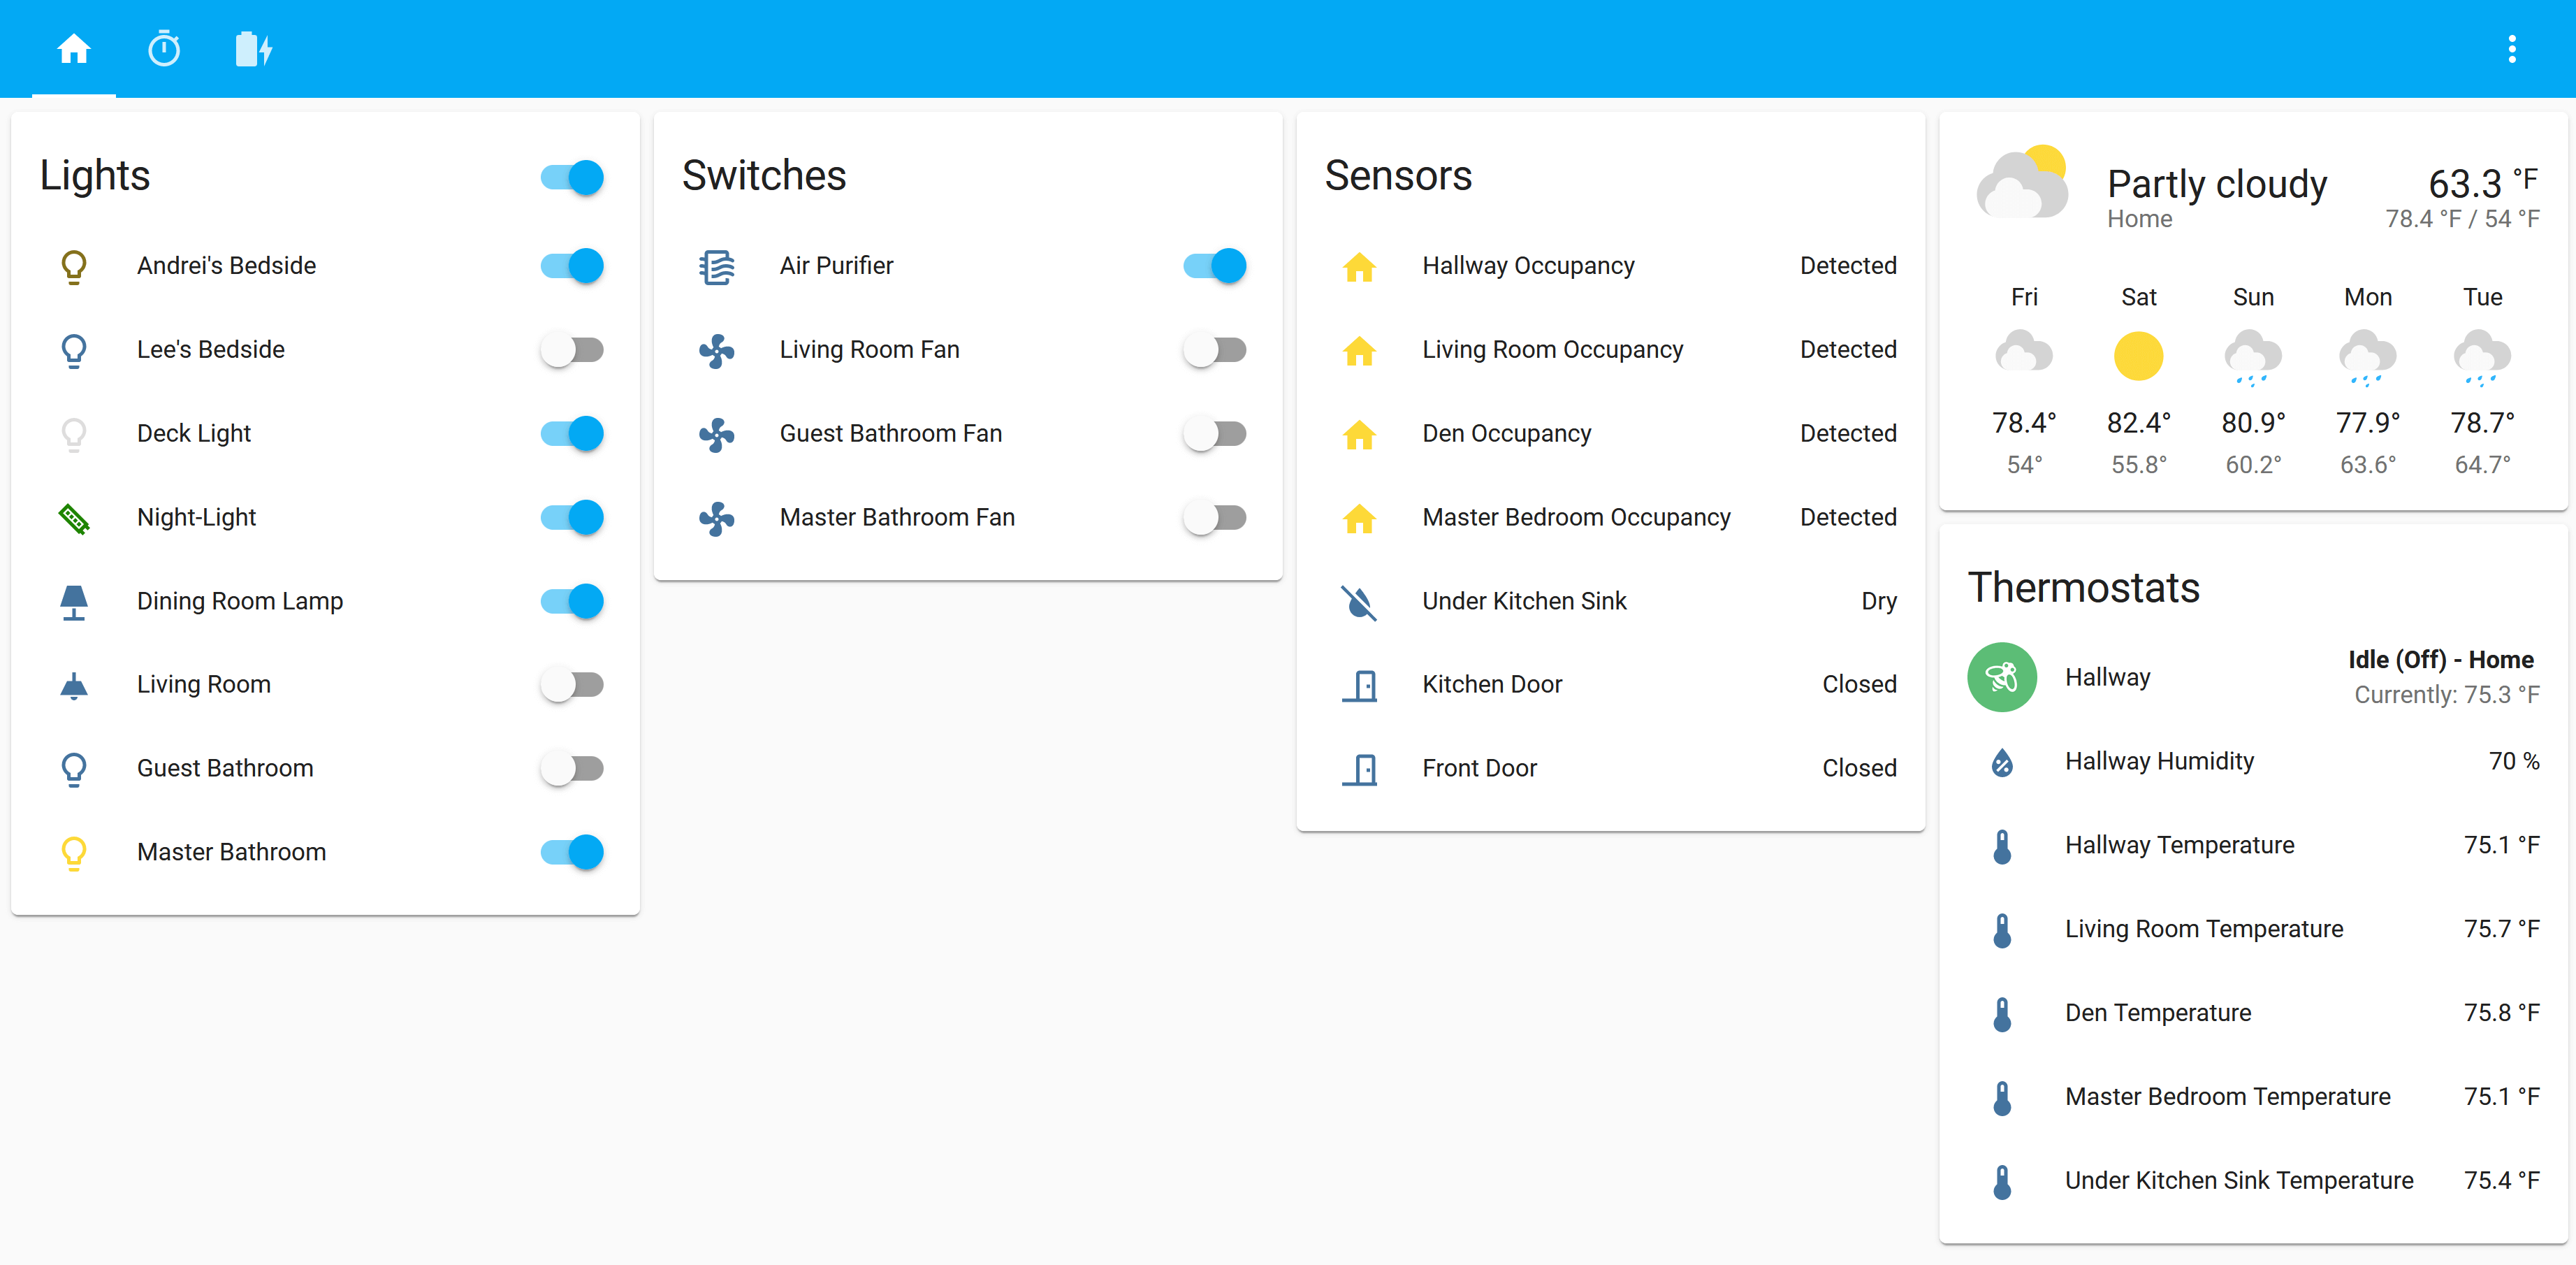 Lights
Andrei's Bedside
Lee's Bedside
Deck Light
Night-Light
Dining Room Lamp
Living Room
Guest Bathroom
Master Bathroom
Switches
Air Purifier
Living Room Fan
Guest Bathroom Fan
Master Bathroom Fan
Sensors
Hallway Occupancy Detected
Living Room Occupancy Detected
Den Occupancy Detected
Master Bedroom Occupancy Detected
Under Kitchen Sink Dry
Kitchen Door Closed
Front Door Closed
Partly cloudy 63.3 °F
Home 78.4 °F / 54 °F
Fri Sat Sun Mon Tue
78.4° 82.4° 80.9° 77.9° 78.7°
54° 55.8° 60.2° 63.6° 64.7°
Thermostats
Hallway Idle (Off) - Home
Currently: 75.3 °F
Hallway Humidity 70 %
Hallway Temperature 75.1 °F
Living Room Temperature 75.7 °F
Den Temperature 75.8 °F
Master Bedroom Temperature 75.1 °F
Under Kitchen Sink Temperature 75.4 °F